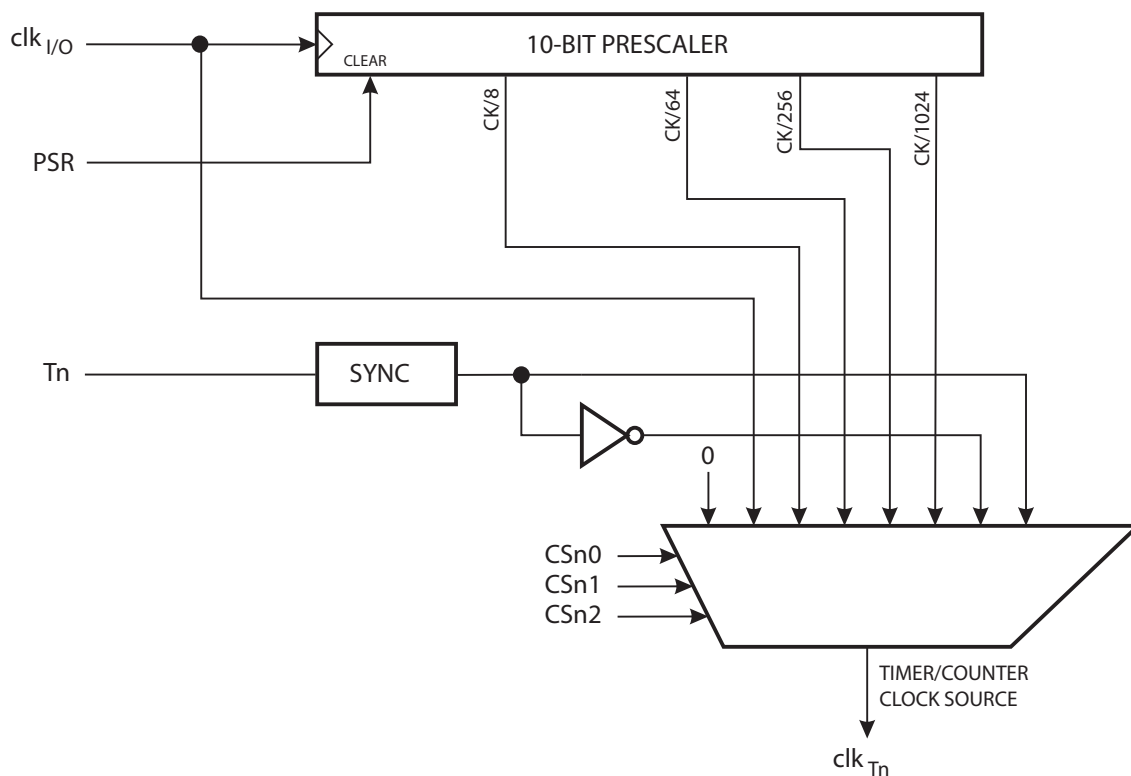 clk I/O
10-BIT PRESCALER
CLEAR
CK/8
CK/64
CK/256
CK/1024
PSR
Tn
SYNC
0
CSn0
CSn1
CSn2
TIMER/COUNTER
CLOCK SOURCE
clk Tn